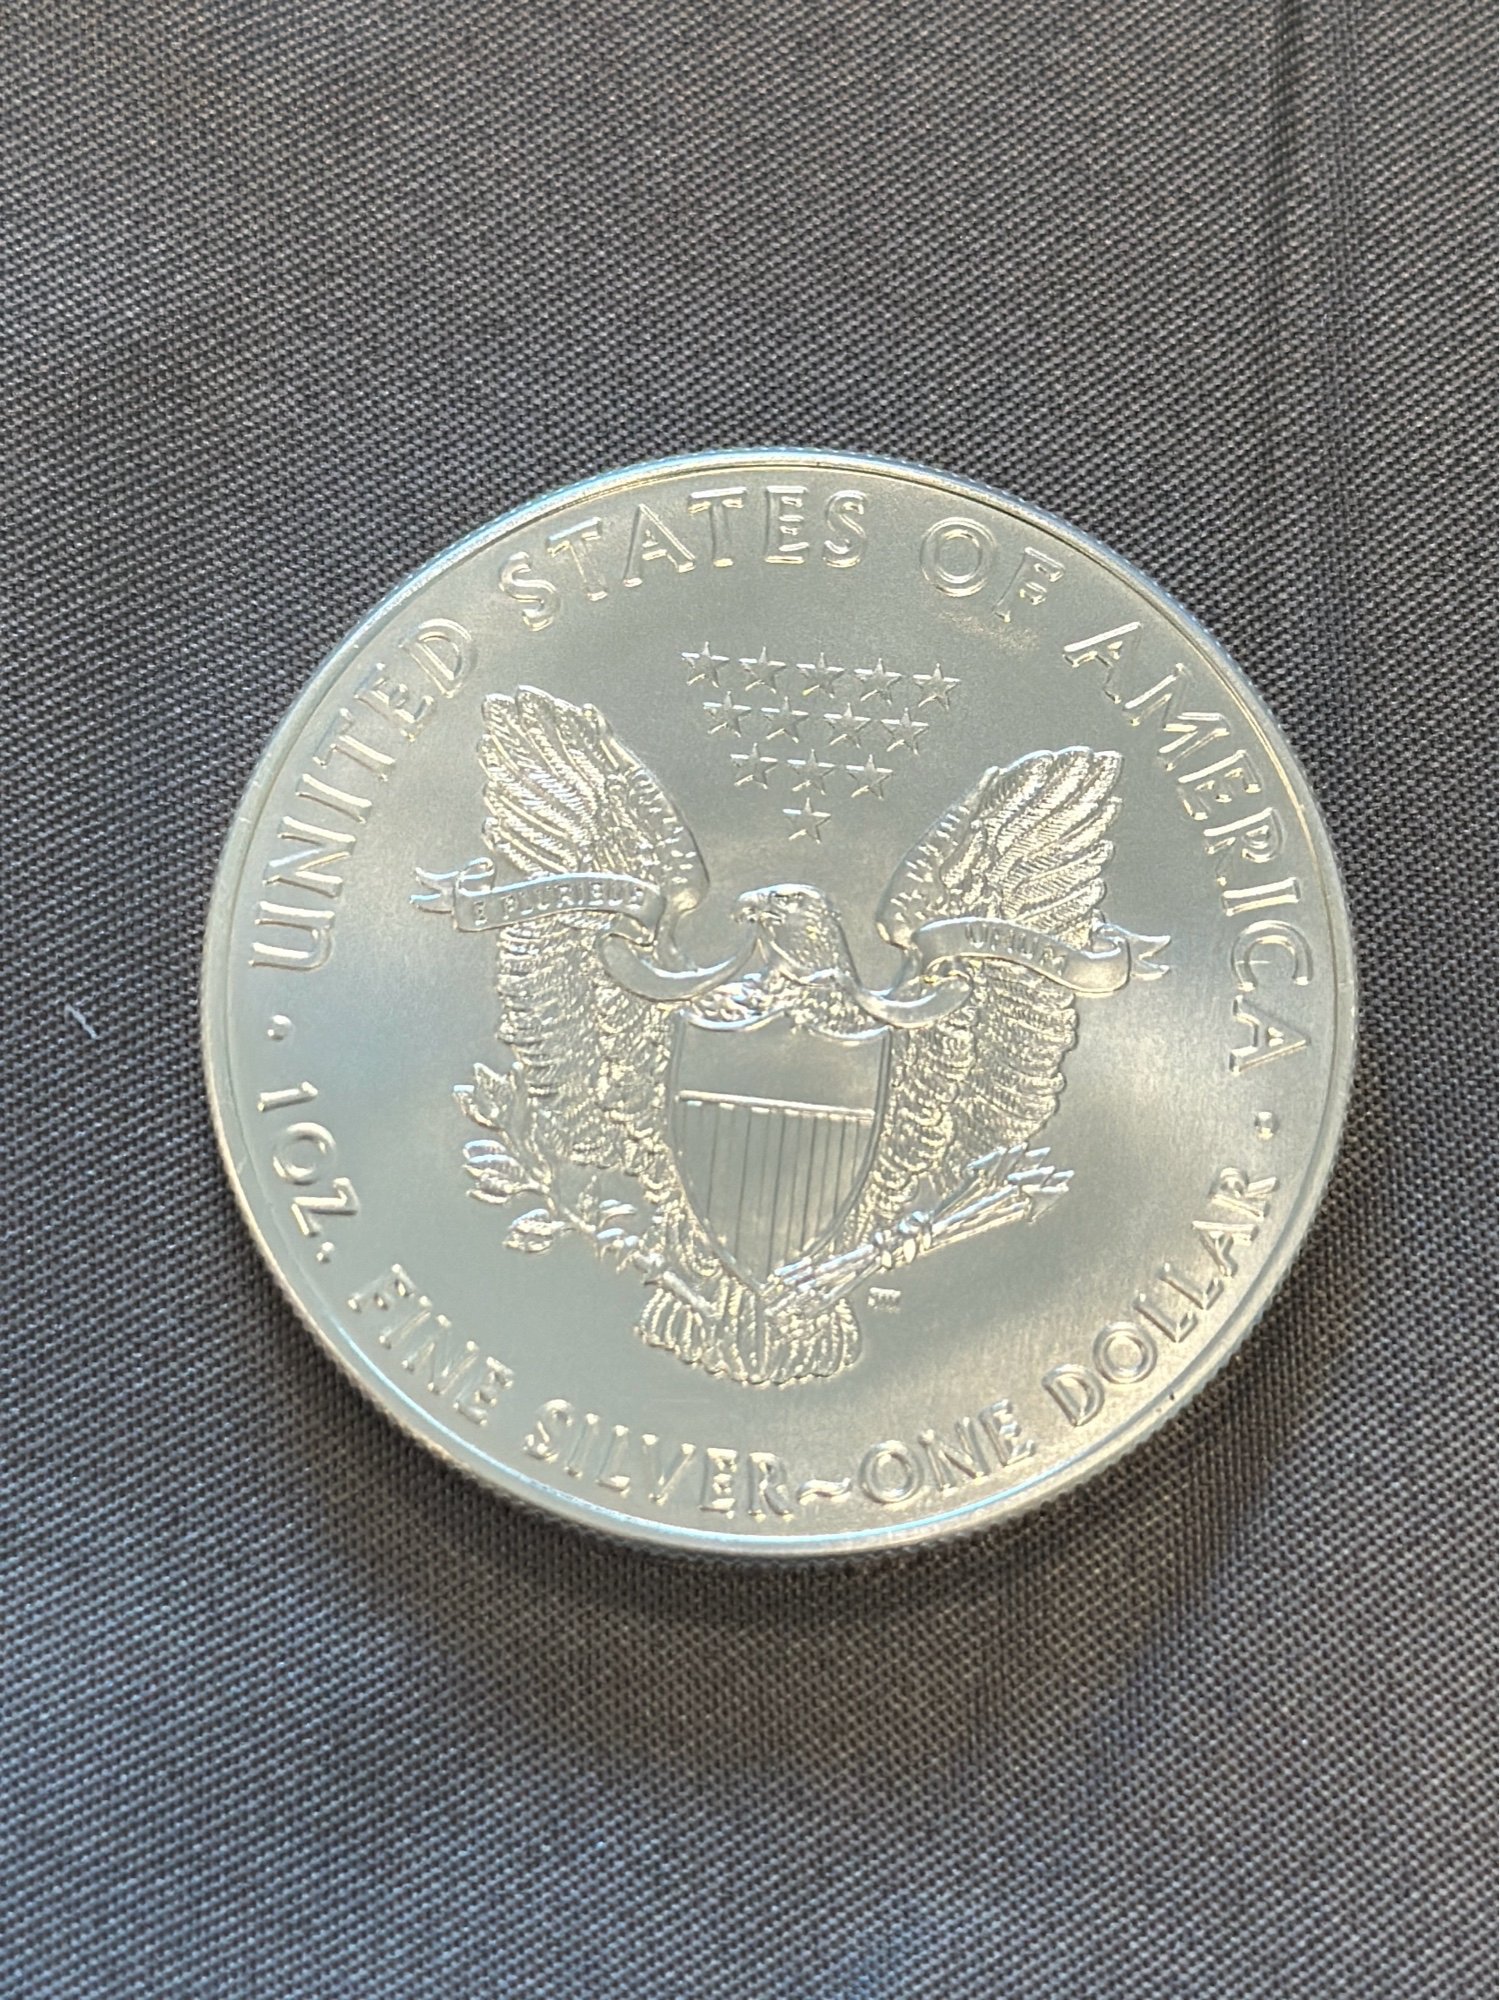 UNITED STATES OF AMERICA
E PLURIBUS
UNUM
1 OZ. FINE SILVER~ONE DOLLAR